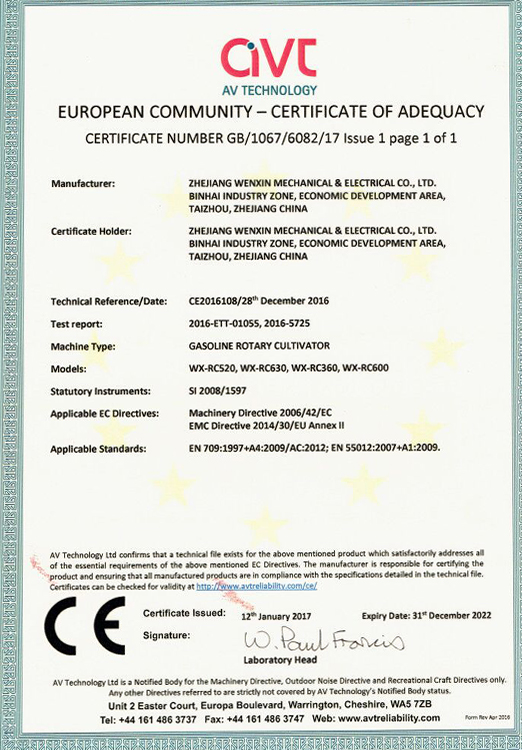 avt
AV TECHNOLOGY
EUROPEAN COMMUNITY – CERTIFICATE OF ADEQUACY
CERTIFICATE NUMBER GB/1067/6082/17 Issue 1 page 1 of 1
Manufacturer: ZHEJIANG WENXIN MECHANICAL & ELECTRICAL CO., LTD.
BINHAI INDUSTRY ZONE, ECONOMIC DEVELOPMENT AREA,
TAIZHOU, ZHEJIANG CHINA
Certificate Holder: ZHEJIANG WENXIN MECHANICAL & ELECTRICAL CO., LTD.
BINHAI INDUSTRY ZONE, ECONOMIC DEVELOPMENT AREA,
TAIZHOU, ZHEJIANG CHINA
Technical Reference/Date: CE2016108/28th December 2016
Test report: 2016-ETT-01055, 2016-5725
Machine Type: GASOLINE ROTARY CULTIVATOR
Models: WX-RC520, WX-RC630, WX-RC360, WX-RC600
Statutory Instruments: SI 2008/1597
Applicable EC Directives: Machinery Directive 2006/42/EC
EMC Directive 2014/30/EU Annex II
Applicable Standards: EN 709:1997+A4:2009/AC:2012; EN 55012:2007+A1:2009.
AV Technology Ltd confirms that a technical file exists for the above mentioned product which satisfactorily addresses all
of the essential requirements of the above mentioned EC Directives. The manufacturer is responsible for certifying the
product and ensuring that all manufactured products are in compliance with the specifications detailed in the technical file.
Certificates can be checked for validity at http://www.avtreliability.com/ce/
CE
Certificate Issued: 12th January 2017 Expiry Date: 31st December 2022
Signature: W. Paul Francis
Laboratory Head
AV Technology Ltd is a Notified Body for the Machinery Directive, Outdoor Noise Directive and Recreational Craft Directives only.
Any other Directives referred to are strictly not covered by AV Technology's Notified Body status.
Unit 2 Easter Court, Europa Boulevard, Warrington, Cheshire, WA5 7ZB
Tel: +44 161 486 3737 Fax: +44 161 486 3747 Web: www.avtreliability.com
Form Rev Apr 2016